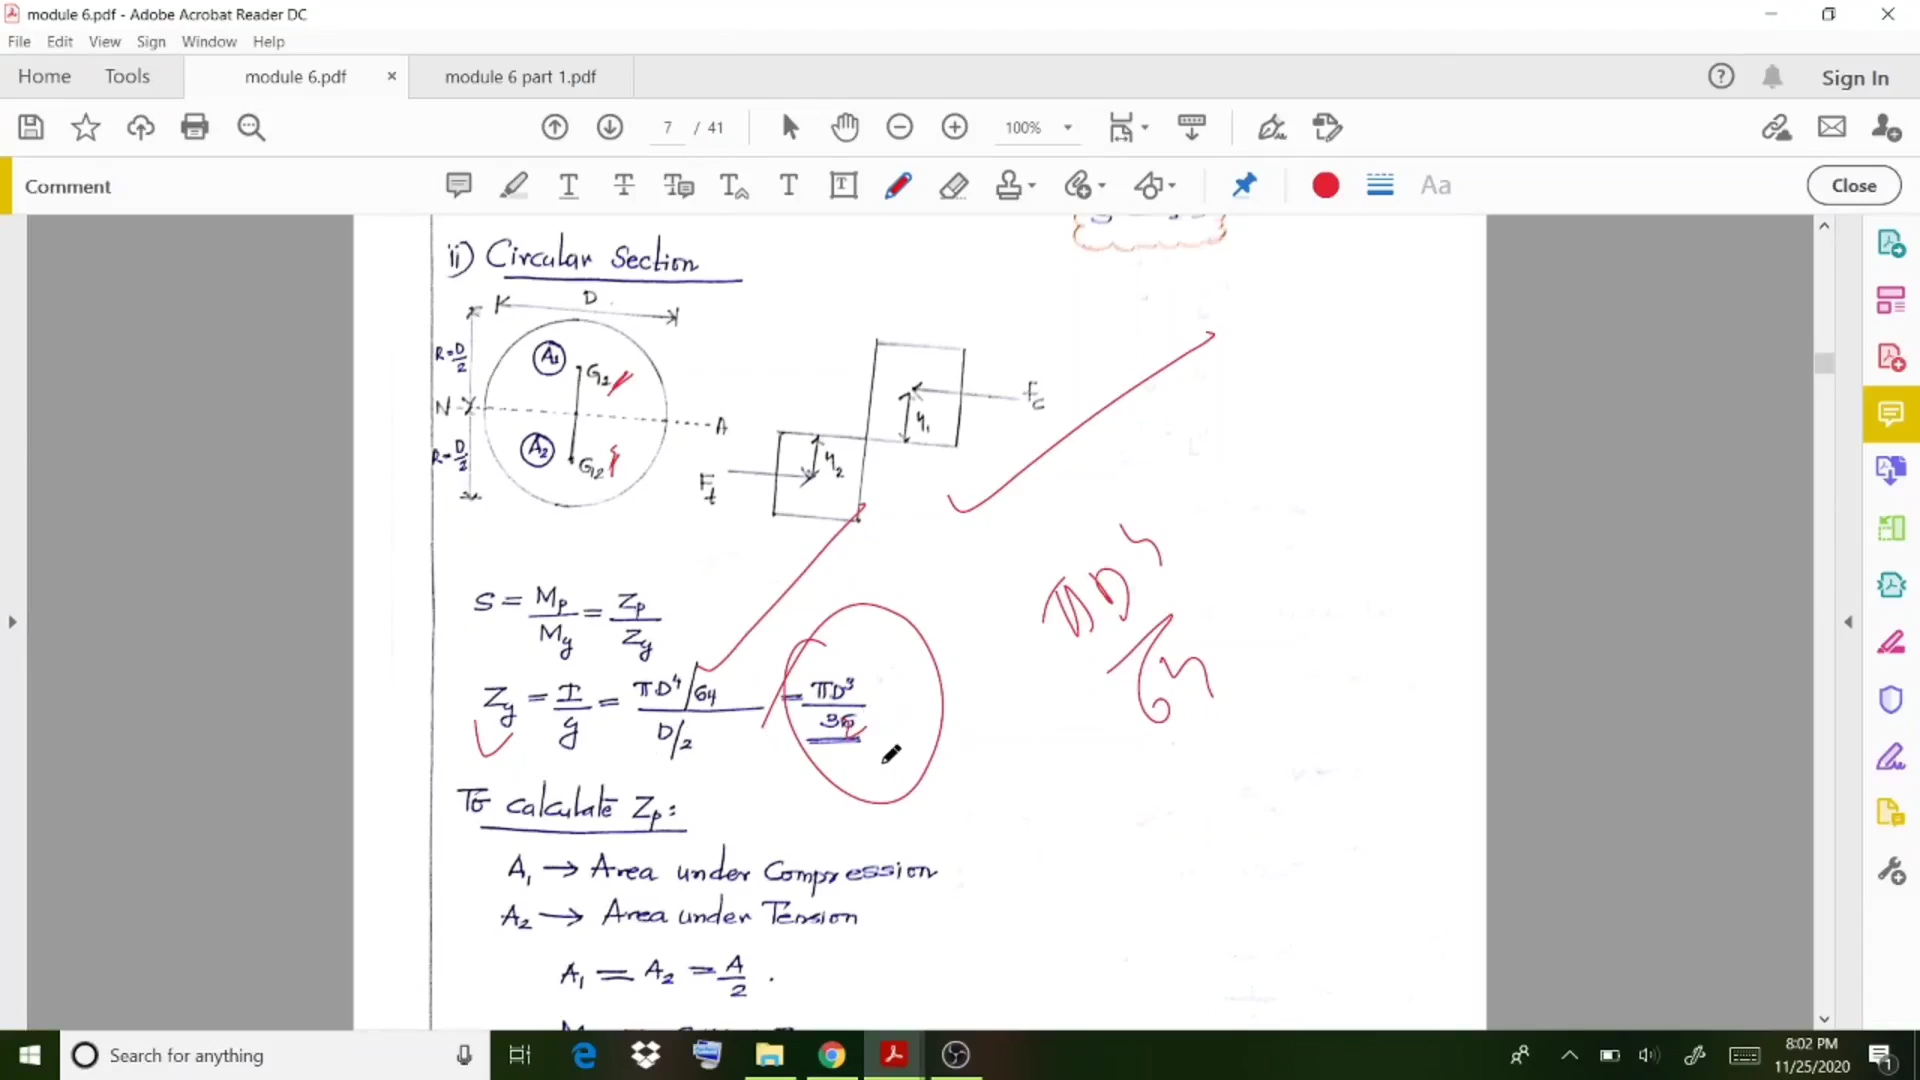 module 6.pdf - Adobe Acrobat Reader DC
File Edit View Sign Window Help
Home Tools module 6.pdf × module 6 part 1.pdf Sign In
7 / 41 100%
Comment Close
ii) Circular Section
D
R=D/2
A1
G1
N
A
R=D/2
A2
G2
Fc
y1
y2
Ft
S = Mp/My = Zp/Zy
πD⁴/64
Zy = I/y = πD⁴/64 / D/2 = πD³/32
To calculate Zp:
A1 → Area under Compression
A2 → Area under Tension
A1 = A2 = A/2 .
Search for anything
8:02 PM
11/25/2020
1